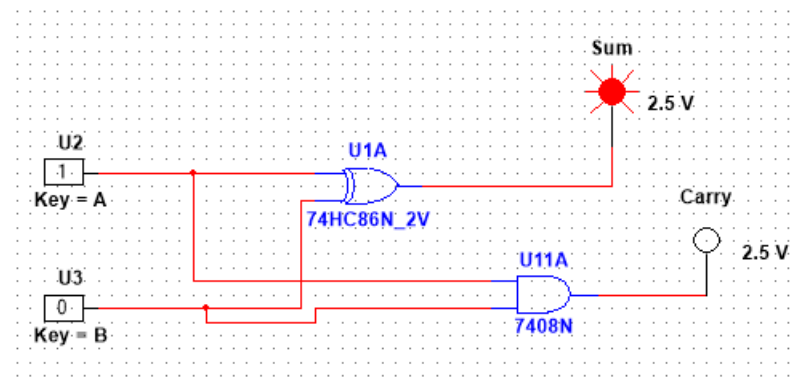 Sum
2.5 V
U2
1
Key = A
U1A
74HC86N_2V
Carry
2.5 V
U3
0
Key = B
U11A
7408N